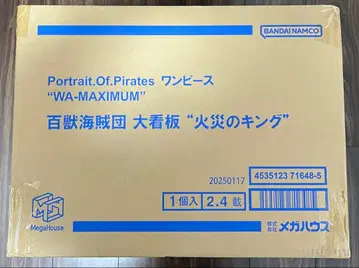 BANDAI NAMCO
Portrait.Of.Pirates ワンピース
“WA-MAXIMUM”
百獣海賊団 大看板 “火災のキング”
20250117
4535123 71648-5
1個入 2.4 載
MegaHouse
株式会社 メガハウス